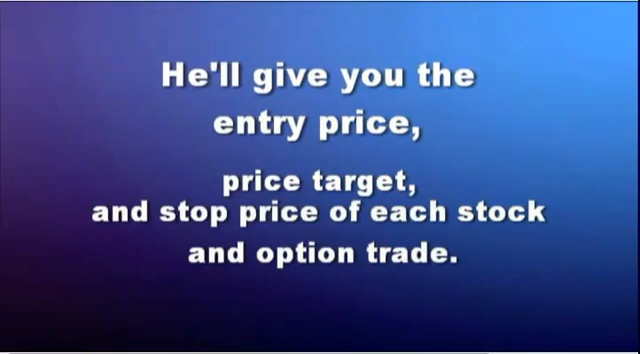 He'll give you the
entry price,
price target,
and stop price of each stock
and option trade.